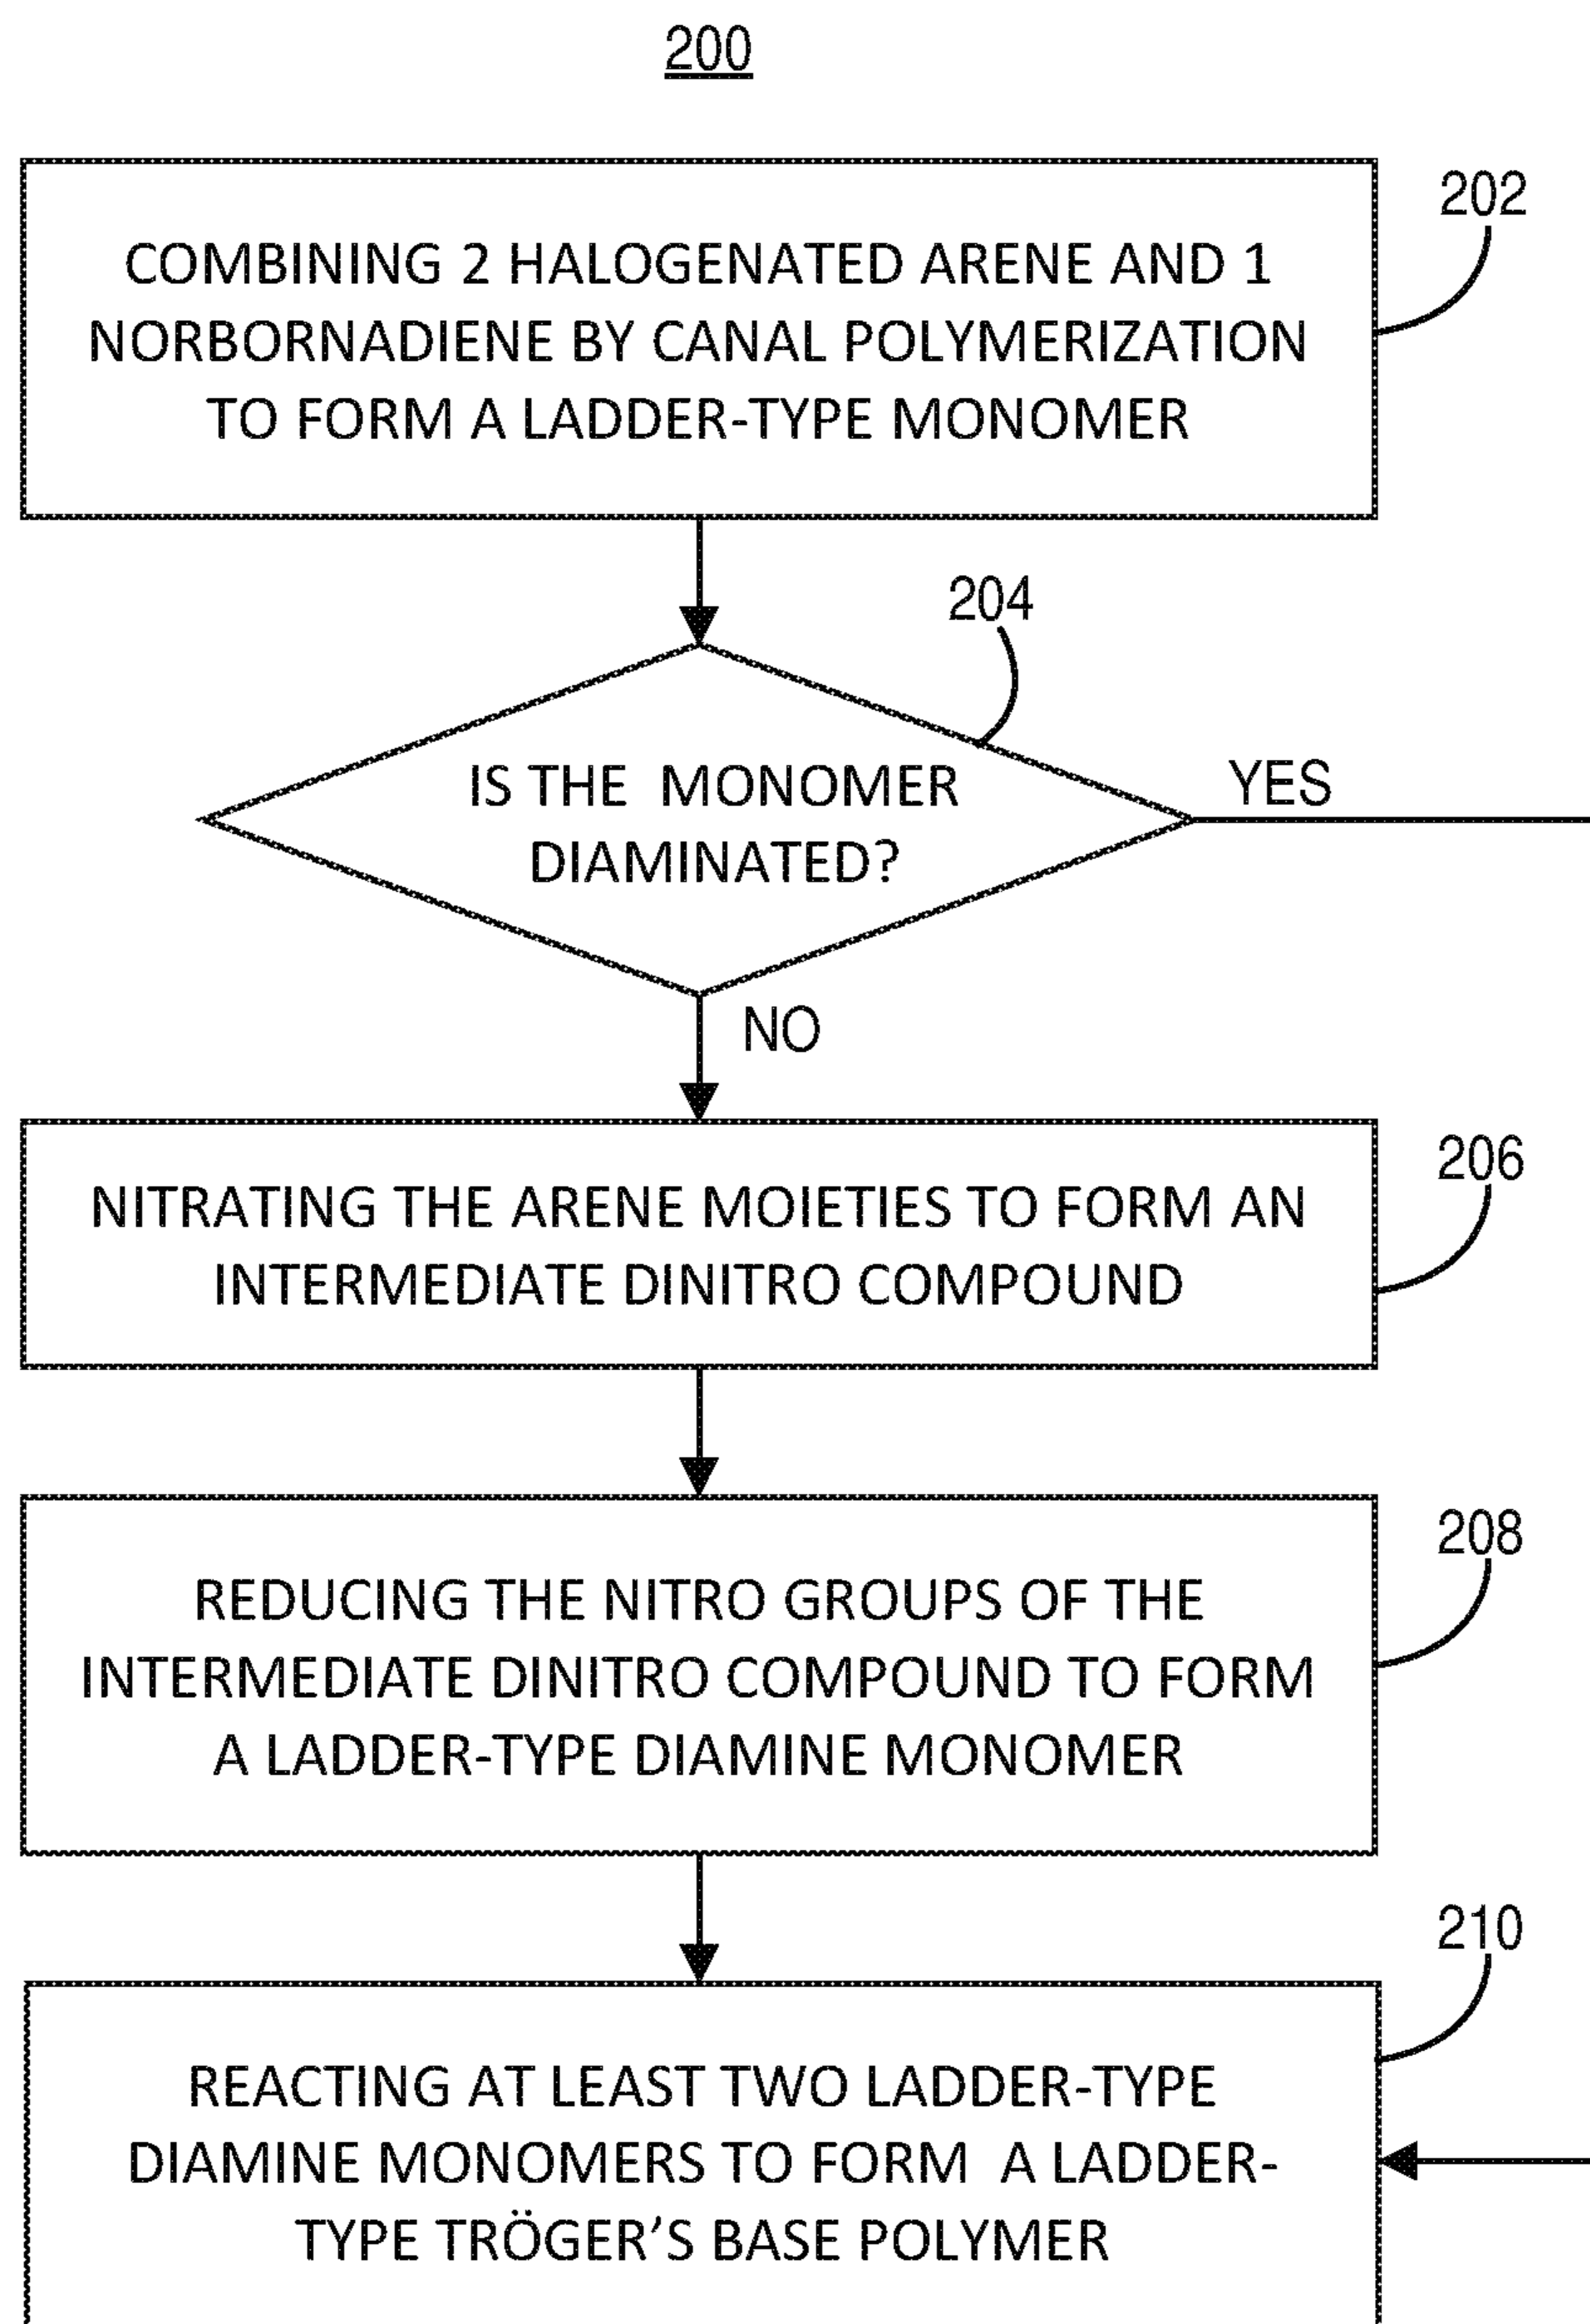 200
202
COMBINING 2 HALOGENATED ARENE AND 1
NORBORNADIENE BY CANAL POLYMERIZATION
TO FORM A LADDER-TYPE MONOMER
204
IS THE MONOMER
DIAMINATED?
YES
NO
206
NITRATING THE ARENE MOIETIES TO FORM AN
INTERMEDIATE DINITRO COMPOUND
208
REDUCING THE NITRO GROUPS OF THE
INTERMEDIATE DINITRO COMPOUND TO FORM
A LADDER-TYPE DIAMINE MONOMER
210
REACTING AT LEAST TWO LADDER-TYPE
DIAMINE MONOMERS TO FORM A LADDER-
TYPE TRÖGER'S BASE POLYMER